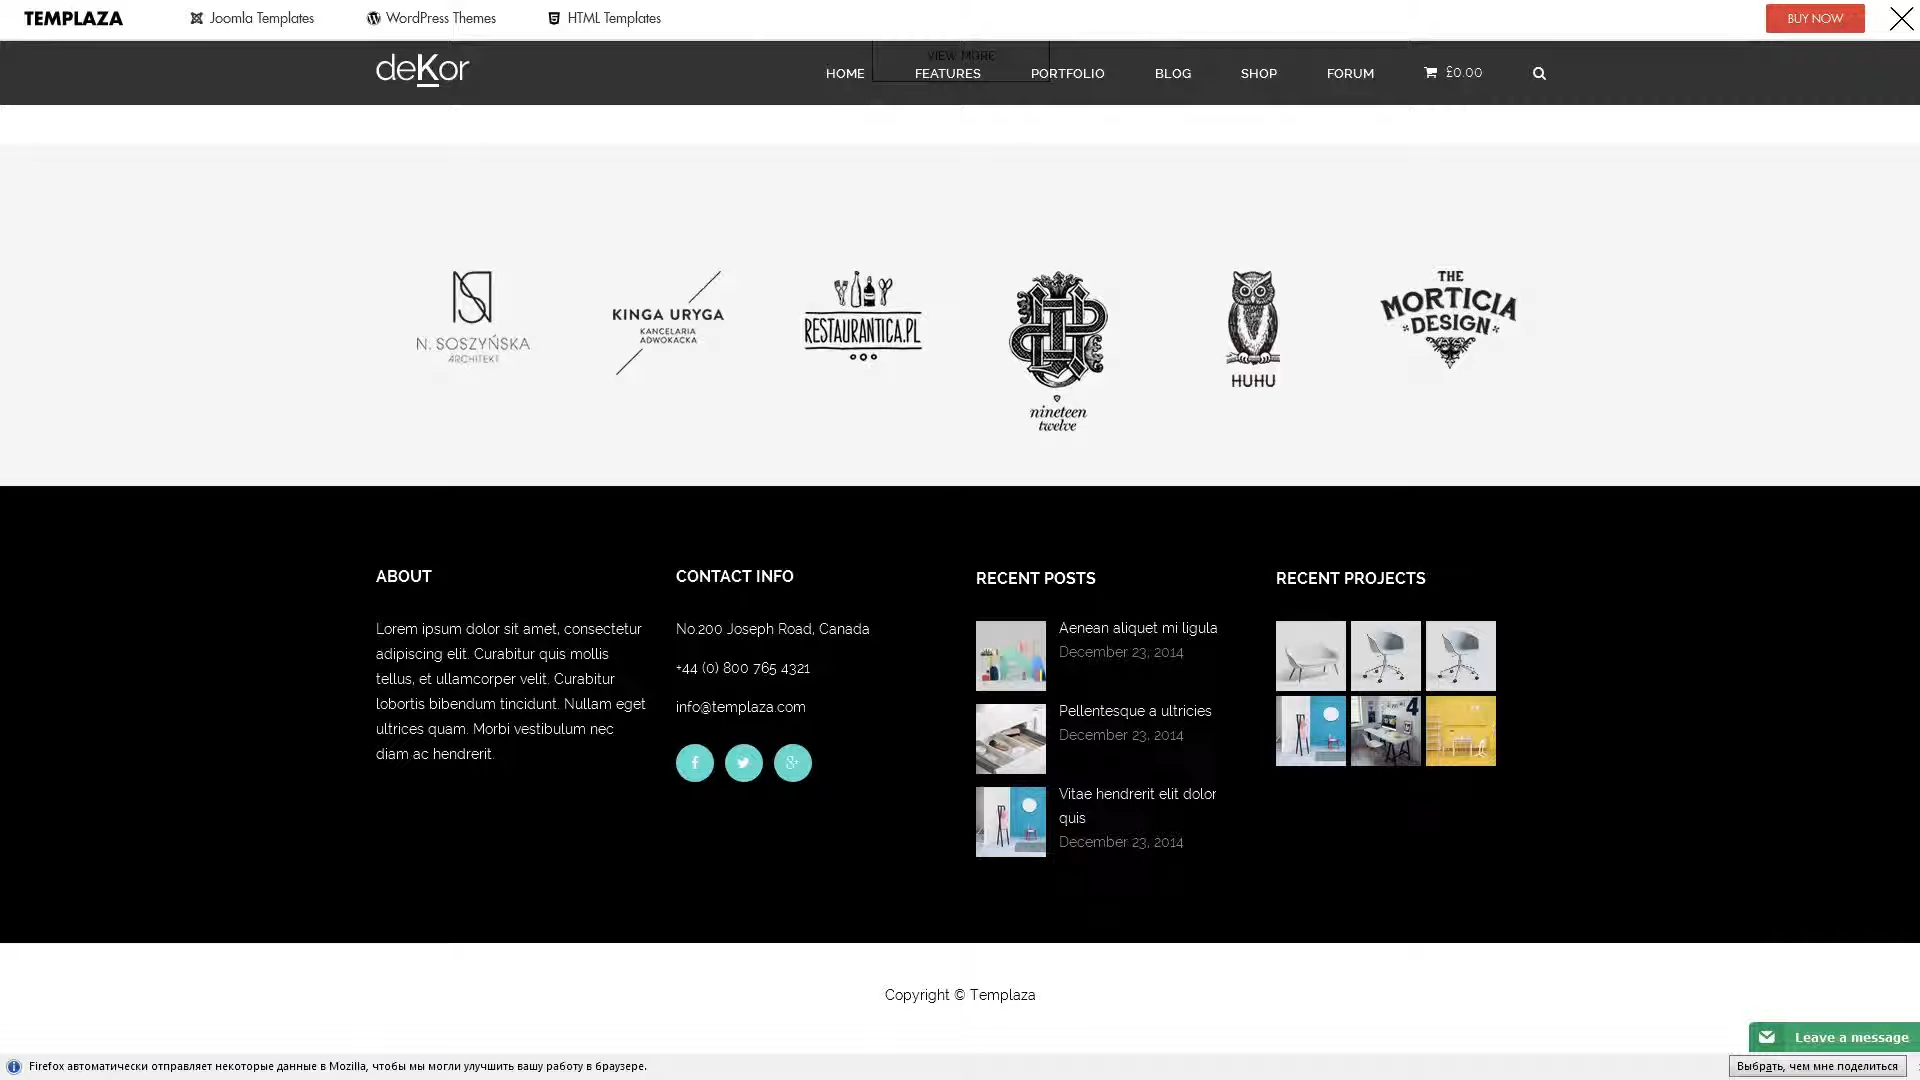 TEMPLAZA
Joomla Templates
WordPress Themes
HTML Templates
BUY NOW
deKor
VIEW MORE
HOME
FEATURES
PORTFOLIO
BLOG
SHOP
FORUM
£0.00
N. SOSZYŃSKA
ARCHITEKT
KINGA URYGA
KANCELARIA
ADWOKACKA
RESTAURANTICA.PL
nineteen
twelve
HUHU
THE
MORTICIA
DESIGN
ABOUT
Lorem ipsum dolor sit amet, consectetur
adipiscing elit. Curabitur quis mollis
tellus, et ullamcorper velit. Curabitur
lobortis bibendum tincidunt. Nullam eget
ultrices quam. Morbi vestibulum nec
diam ac hendrerit.
CONTACT INFO
No.200 Joseph Road, Canada
+44 (0) 800 765 4321
info@templaza.com
RECENT POSTS
Aenean aliquet mi ligula
December 23, 2014
Pellentesque a ultricies
December 23, 2014
Vitae hendrerit elit dolor
quis
December 23, 2014
RECENT PROJECTS
Copyright © Templaza
Leave a message
Firefox автоматически отправляет некоторые данные в Mozilla, чтобы мы могли улучшить вашу работу в браузере.
Выбрать, чем мне поделиться